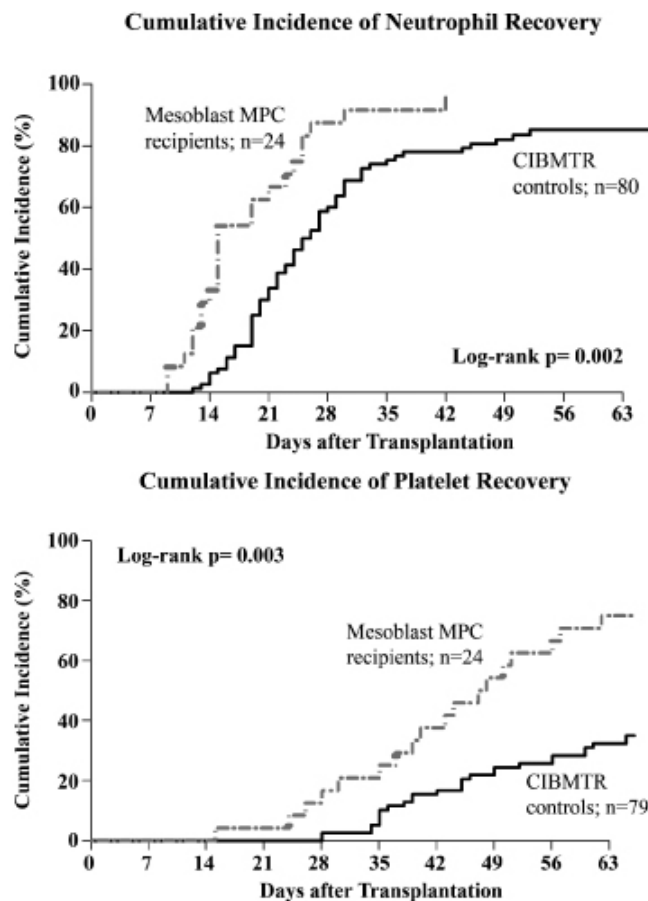 Cumulative Incidence of Neutrophil Recovery
Cumulative Incidence (%)
100
80
60
40
20
0
Mesoblast MPC
recipients; n=24
CIBMTR
controls; n=80
Log-rank p= 0.002
0 7 14 21 28 35 42 49 56 63
Days after Transplantation
Cumulative Incidence of Platelet Recovery
Cumulative Incidence (%)
100
80
60
40
20
0
Log-rank p= 0.003
Mesoblast MPC
recipients; n=24
CIBMTR
controls; n=79
0 7 14 21 28 35 42 49 56 63
Days after Transplantation